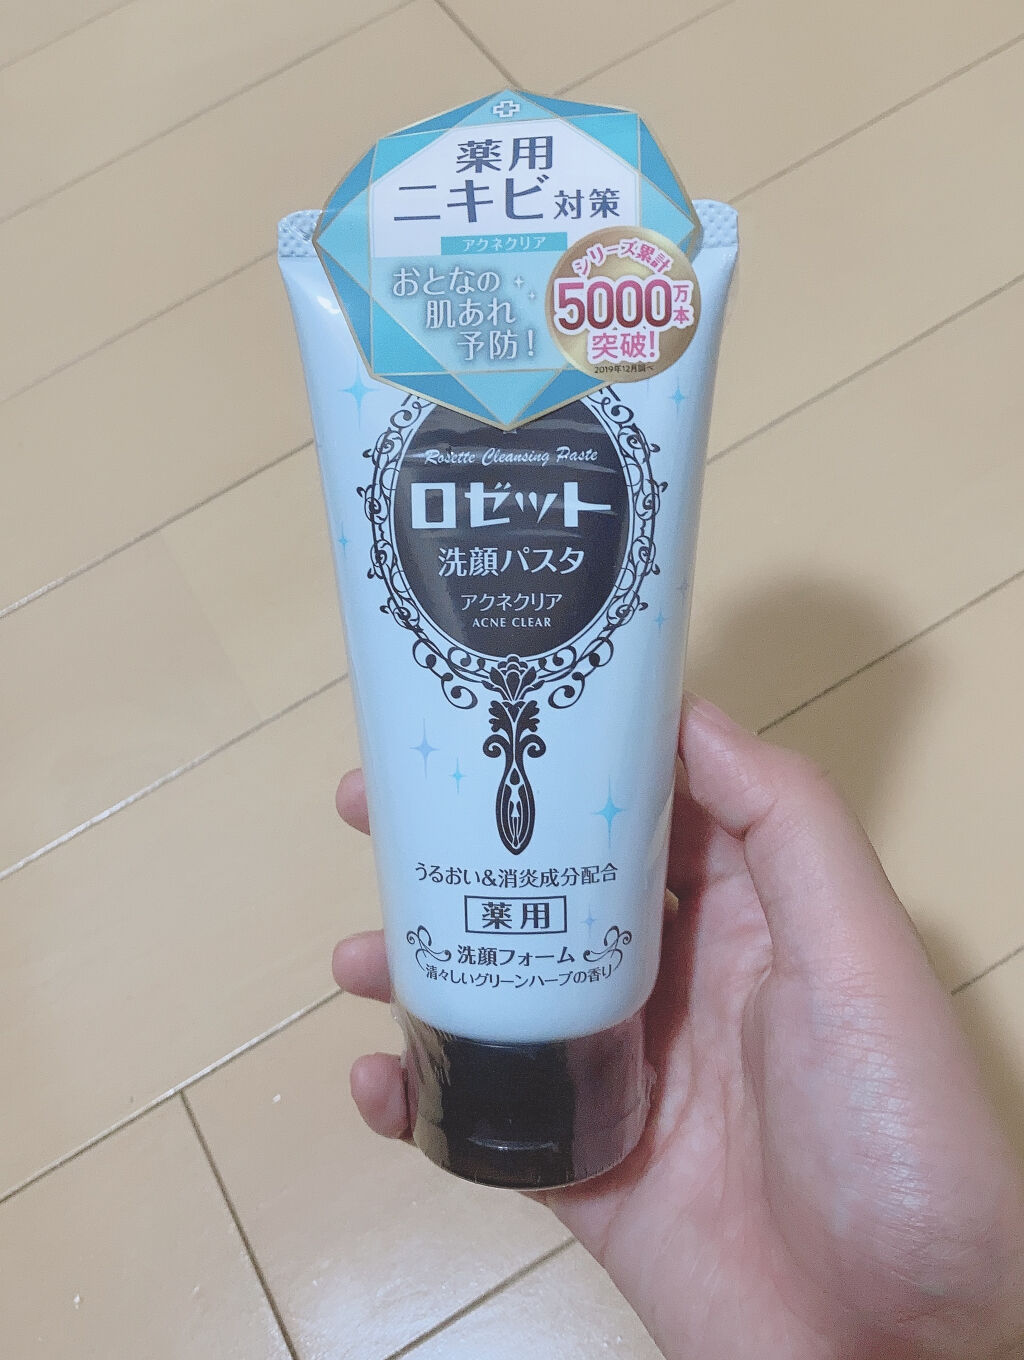 薬用
ニキビ対策
アクネクリア
おとなの
肌あれ
予防!
シリーズ累計
5000万本
突破!
2019年12月調べ
Rosette Cleansing Paste
ロゼット
洗顔パスタ
アクネクリア
ACNE CLEAR
うるおい&消炎成分配合
薬用
洗顔フォーム
清々しいグリーンハーブの香り